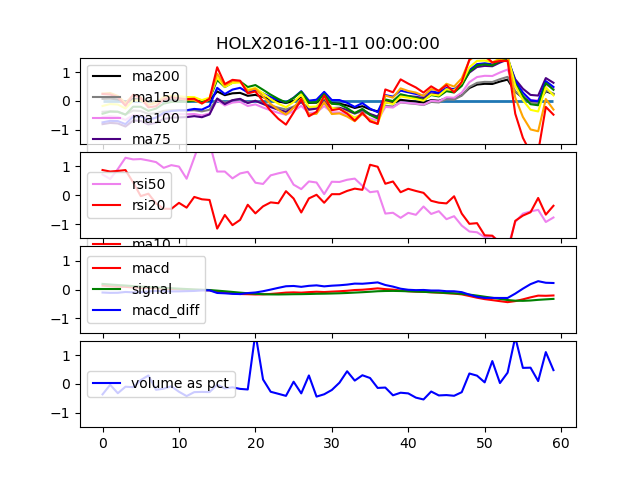 HOLX2016-11-11 00:00:00
1
0
−1
ma200
ma150
ma100
ma75
1
0
−1
rsi50
rsi20
ma10
1
0
−1
macd
signal
macd_diff
1
0
−1
volume as pct
0 10 20 30 40 50 60